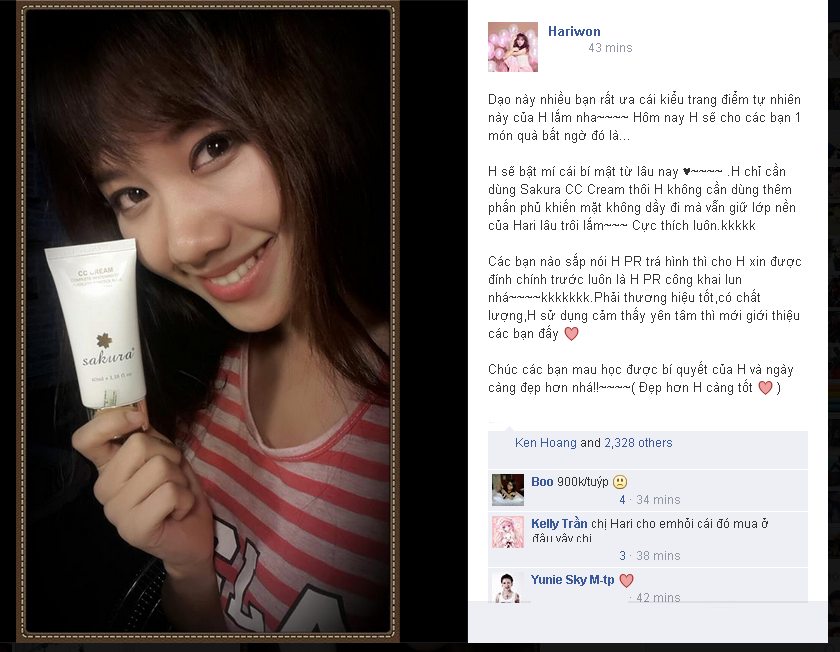 CC CREAM
sakura
40ml e 1.35 fl.oz
Hariwon
43 mins
Dạo này nhiều bạn rất ưa cái kiểu trang điểm tự nhiên
này của H lắm nha~~~~ Hôm nay H sẽ cho các bạn 1
món quà bất ngờ đó là...
H sẽ bật mí cái bí mật từ lâu nay ♥~~~~ .H chỉ cần
dùng Sakura CC Cream thôi H không cần dùng thêm
phấn phủ khiến mặt không dầy đi mà vẫn giữ lớp nền
của Hari lâu trôi lắm~~~ Cực thích luôn.kkkkk
Các bạn nào sắp nói H PR trá hình thì cho H xin được
đính chính trước luôn là H PR công khai lun
nhá~~~~kkkkkkk.Phải thương hiệu tốt,có chất
lượng,H sử dụng cảm thấy yên tâm thì mới giới thiệu
các bạn đấy
Chúc các bạn mau học được bí quyết của H và ngày
càng đẹp hơn nhá!!~~~~( Đẹp hơn H càng tốt )
Ken Hoang and 2,328 others
Boo 900k/tuýp
4 · 34 mins
Kelly Trần chị Hari cho emhỏi cái đó mua ở
đâu vậy chị
3 · 38 mins
Yunie Sky M-tp
· 42 mins